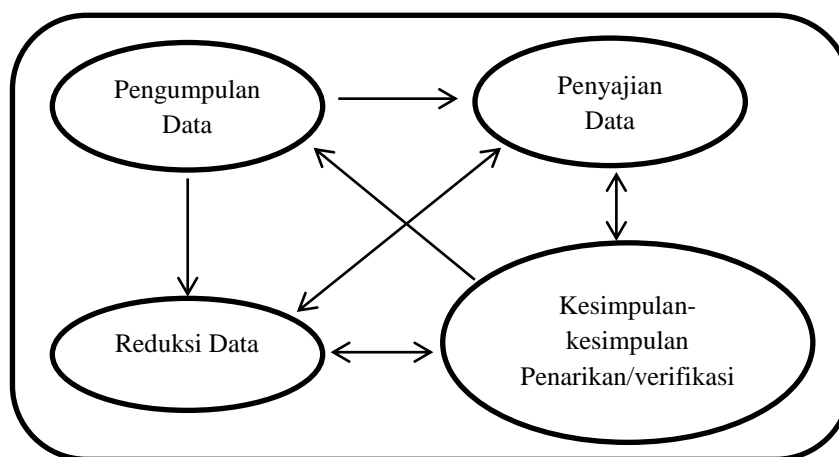 Pengumpulan
Data
Penyajian
Data
Reduksi Data
Kesimpulan-
kesimpulan
Penarikan/verifikasi